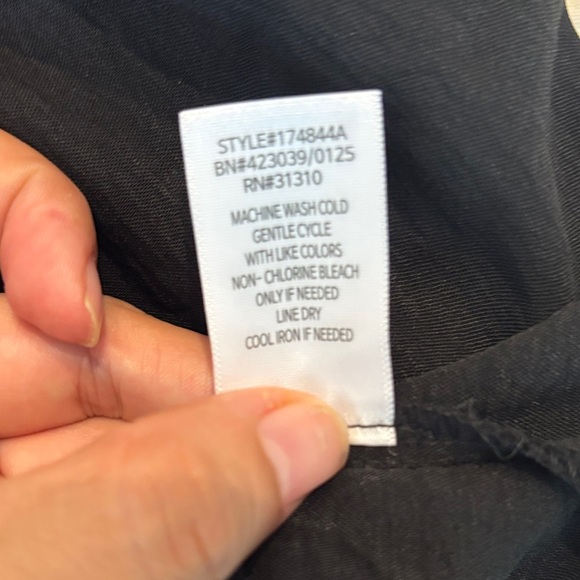 STYLE#174844A
BN#423039/0125
RN#31310
MACHINE WASH COLD
GENTLE CYCLE
WITH LIKE COLORS
NON- CHLORINE BLEACH
ONLY IF NEEDED
LINE DRY
COOL IRON IF NEEDED